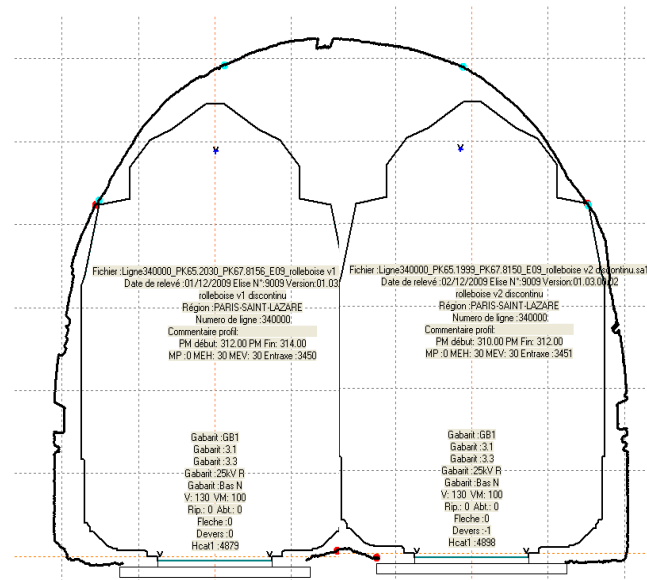 Fichier :Ligne340000_PK65.2030_PK67.8156_E09_rolleboise v1
Date de relevé :01/12/2009 Elise N°:9009 Version:01.03
rolleboise v1 discontinu
Région :PARIS-SAINT-LAZARE
Numero de ligne :340000
Commentaire profil:
PM début: 312.00 PM Fin: 314.00
MP :0 MEH: 30 MEV: 30 Entraxe :3450
Gabarit :GB1
Gabarit :3.1
Gabarit :3.3
Gabarit :25kV R
Gabarit :Bas N
V: 130 VM: 100
Rip.: 0 Abt.: 0
Fleche :0
Devers :0
Hcat1 :4879
Fichier :Ligne340000_PK65.1999_PK67.8150_E09_rolleboise v2 discontinu.sa1
Date de relevé :02/12/2009 Elise N°:9009 Version:01.03.00.02
rolleboise v2 discontinu
Région :PARIS-SAINT-LAZARE
Numero de ligne :340000
Commentaire profil:
PM début: 310.00 PM Fin: 312.00
MP :0 MEH: 30 MEV: 30 Entraxe :3451
Gabarit :GB1
Gabarit :3.1
Gabarit :3.3
Gabarit :25kV R
Gabarit :Bas N
V: 130 VM: 100
Rip.: 0 Abt.: 0
Fleche :0
Devers :-1
Hcat1 :4898